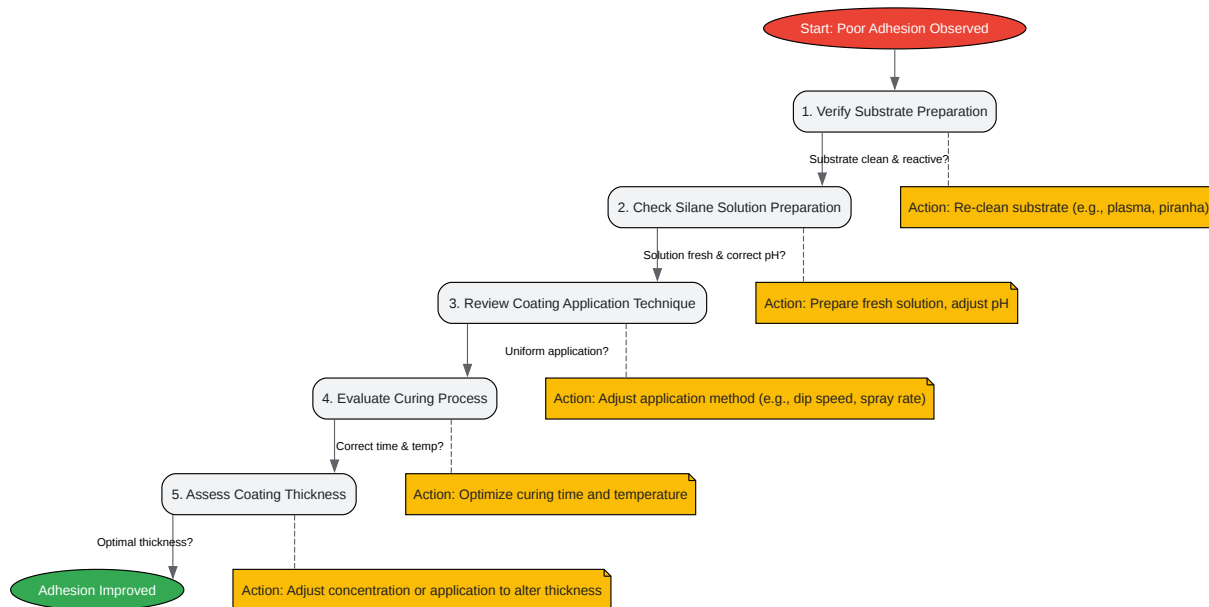 Start: Poor Adhesion Observed
1. Verify Substrate Preparation
Substrate clean & reactive?
2. Check Silane Solution Preparation
Action: Re-clean substrate (e.g., plasma, piranha)
Solution fresh & correct pH?
3. Review Coating Application Technique
Action: Prepare fresh solution, adjust pH
Uniform application?
4. Evaluate Curing Process
Action: Adjust application method (e.g., dip speed, spray rate)
Correct time & temp?
5. Assess Coating Thickness
Action: Optimize curing time and temperature
Optimal thickness?
Adhesion Improved
Action: Adjust concentration or application to alter thickness